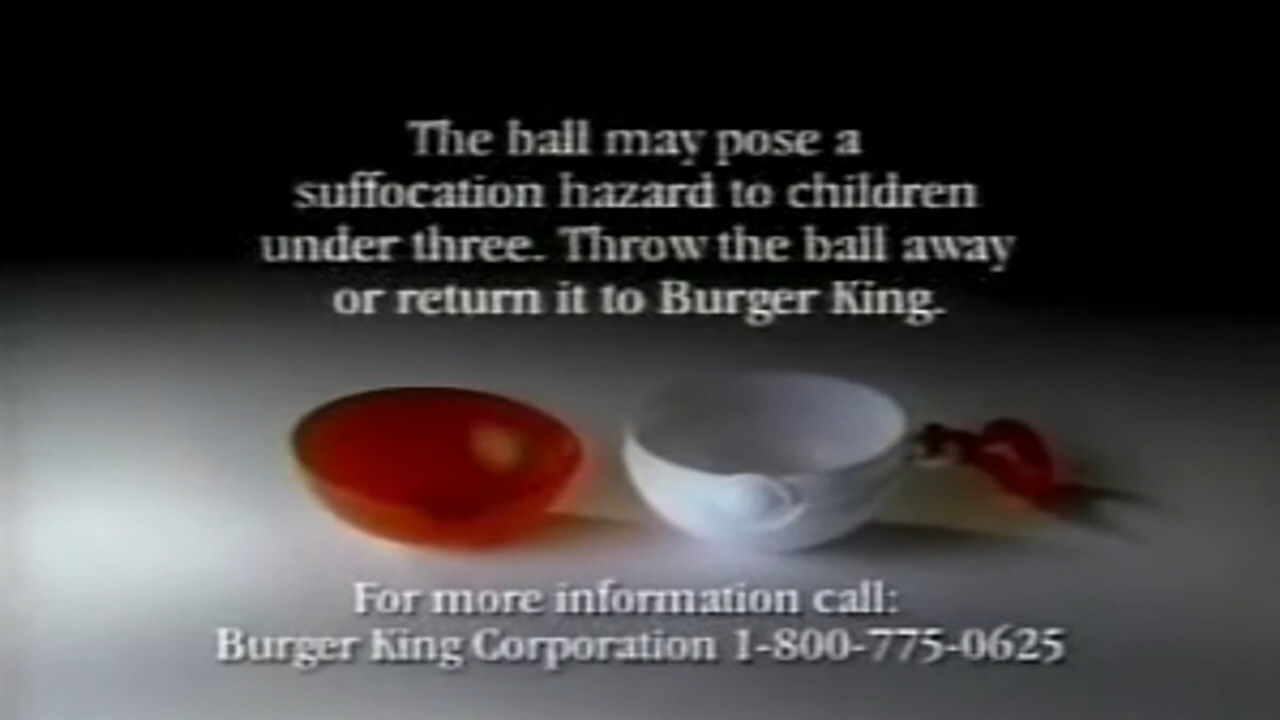 The ball may pose a
suffocation hazard to children
under three. Throw the ball away
or return it to Burger King.
For more information call:
Burger King Corporation 1-800-775-0625